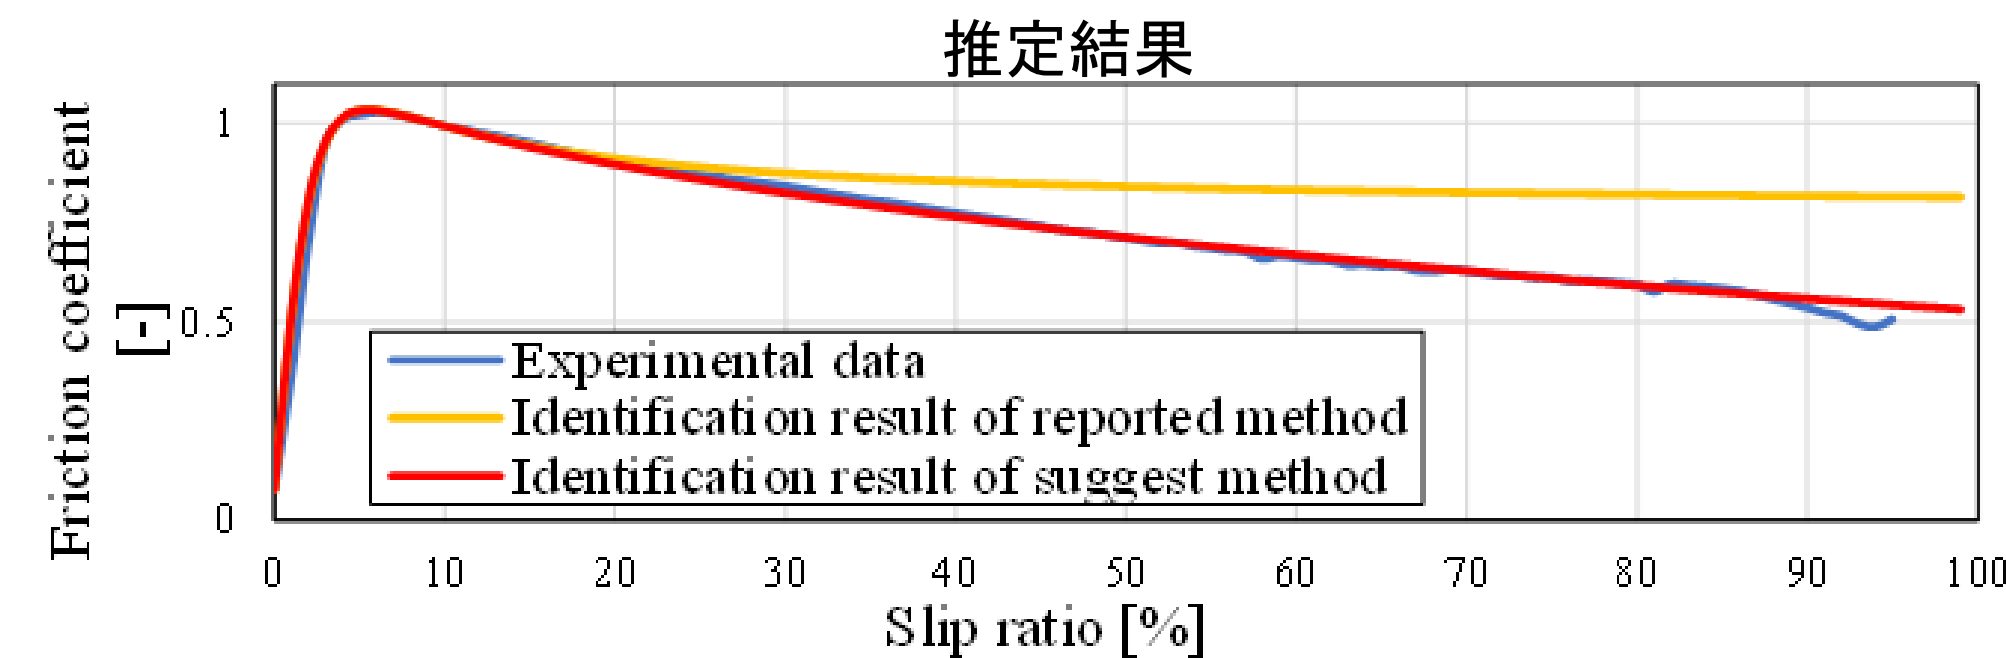 推定結果
Friction coefficient
[-]
1
0.5
0
Experimental data
Identification result of reported method
Identification result of suggest method
0 10 20 30 40 50 60 70 80 90 100
Slip ratio [%]